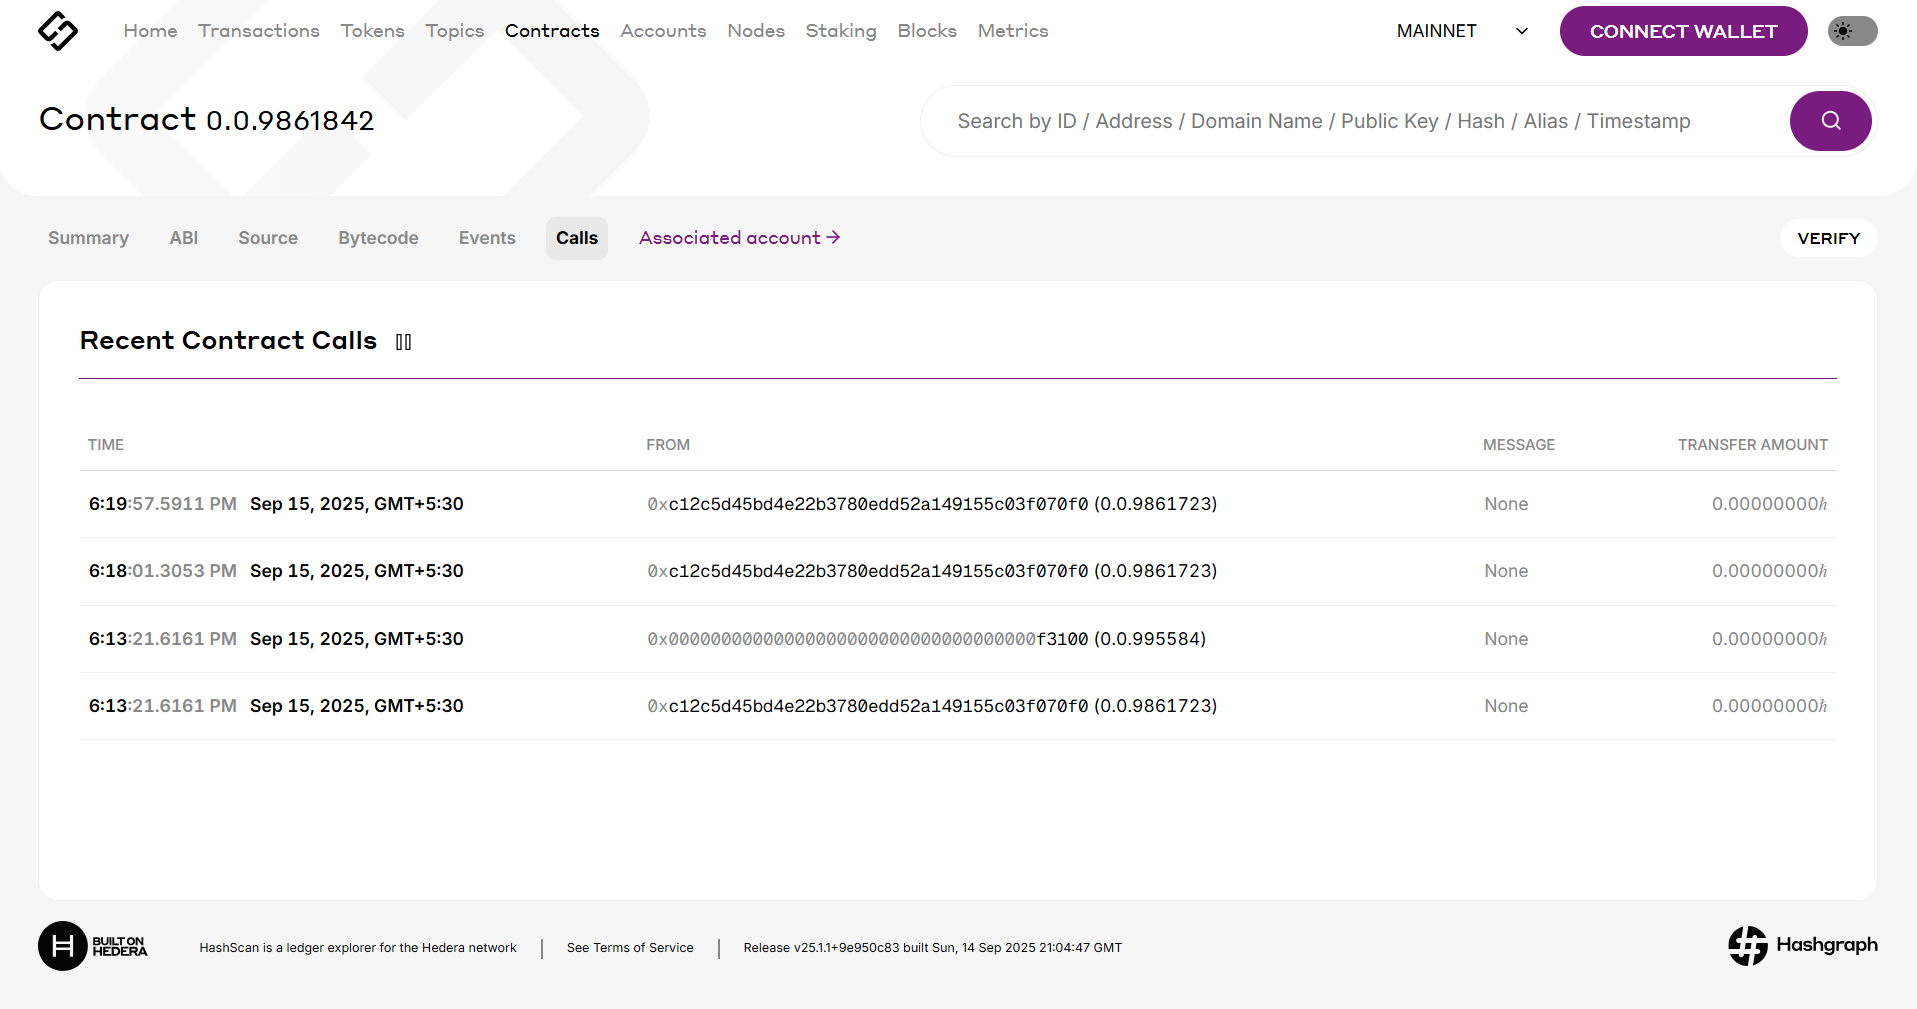 Home Transactions Tokens Topics Contracts Accounts Nodes Staking Blocks Metrics MAINNET CONNECT WALLET
Contract 0.0.9861842
Search by ID / Address / Domain Name / Public Key / Hash / Alias / Timestamp
Summary ABI Source Bytecode Events Calls Associated account → VERIFY
Recent Contract Calls
TIME FROM MESSAGE TRANSFER AMOUNT
6:19:57.5911 PM Sep 15, 2025, GMT+5:30 0xc12c5d45bd4e22b3780edd52a149155c03f070f0 (0.0.9861723) None 0.00000000ℏ
6:18:01.3053 PM Sep 15, 2025, GMT+5:30 0xc12c5d45bd4e22b3780edd52a149155c03f070f0 (0.0.9861723) None 0.00000000ℏ
6:13:21.6161 PM Sep 15, 2025, GMT+5:30 0x00000000000000000000000000000000000f3100 (0.0.995584) None 0.00000000ℏ
6:13:21.6161 PM Sep 15, 2025, GMT+5:30 0xc12c5d45bd4e22b3780edd52a149155c03f070f0 (0.0.9861723) None 0.00000000ℏ
H BUILT ON
HEDERA
HashScan is a ledger explorer for the Hedera network | See Terms of Service | Release v25.1.1+9e950c83 built Sun, 14 Sep 2025 21:04:47 GMT
Hashgraph